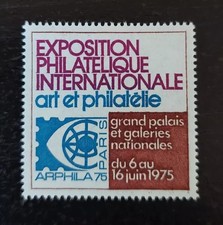 EXPOSITION
PHILATÉLIQUE
INTERNATIONALE
art et philatélie
PARIS
ARPHILA 75
grand palais
et galeries
nationales
du 6 au
16 juin 1975